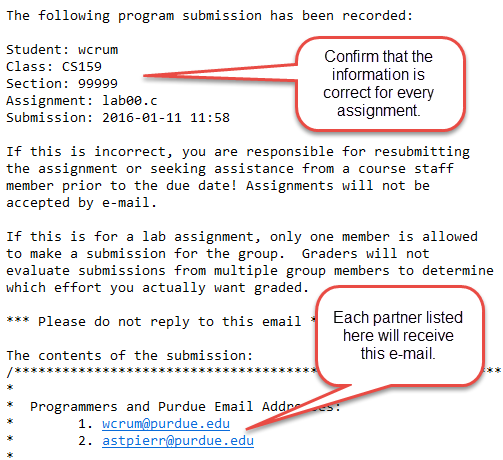 The following program submission has been recorded:
Student: wcrum
Class: CS159
Section: 99999
Assignment: lab00.c
Submission: 2016-01-11 11:58
Confirm that the
information is
correct for every
assignment.
If this is incorrect, you are responsible for resubmitting
the assignment or seeking assistance from a course staff
member prior to the due date! Assignments will not be
accepted by e-mail.
If this is for a lab assignment, only one member is allowed
to make a submission for the group.  Graders will not
evaluate submissions from multiple group members to determine
which effort you actually want graded.
*** Please do not reply to this email *
Each partner listed
here will receive
this e-mail.
The contents of the submission:
/*****************************************************************
*
*  Programmers and Purdue Email Addresses:
*       1. wcrum@purdue.edu
*       2. astpierr@purdue.edu
*